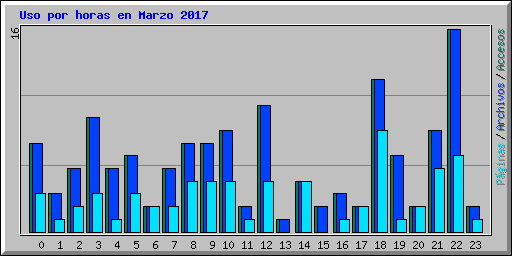 Uso por horas en Marzo 2017
16
0 1 2 3 4 5 6 7 8 9 10 11 12 13 14 15 16 17 18 19 20 21 22 23
Páginas / Archivos / Accesos